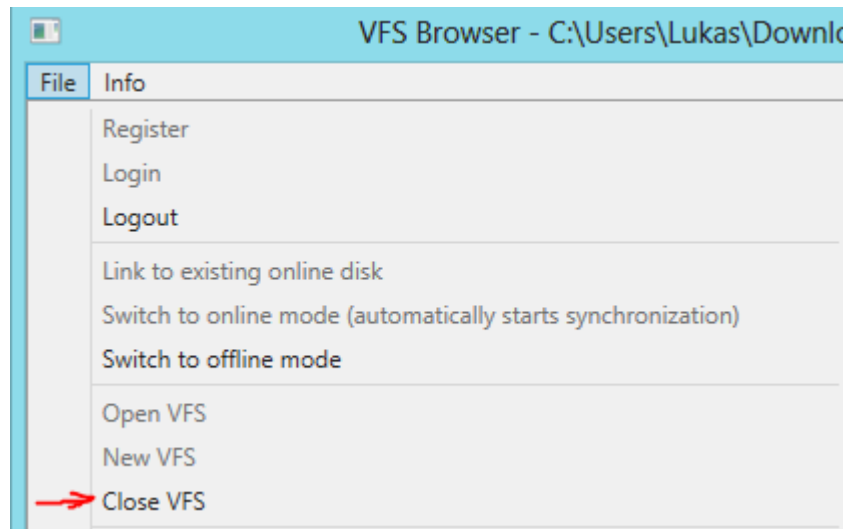 VFS Browser - C:\Users\Lukas\Downlo
File Info
Register
Login
Logout
Link to existing online disk
Switch to online mode (automatically starts synchronization)
Switch to offline mode
Open VFS
New VFS
Close VFS